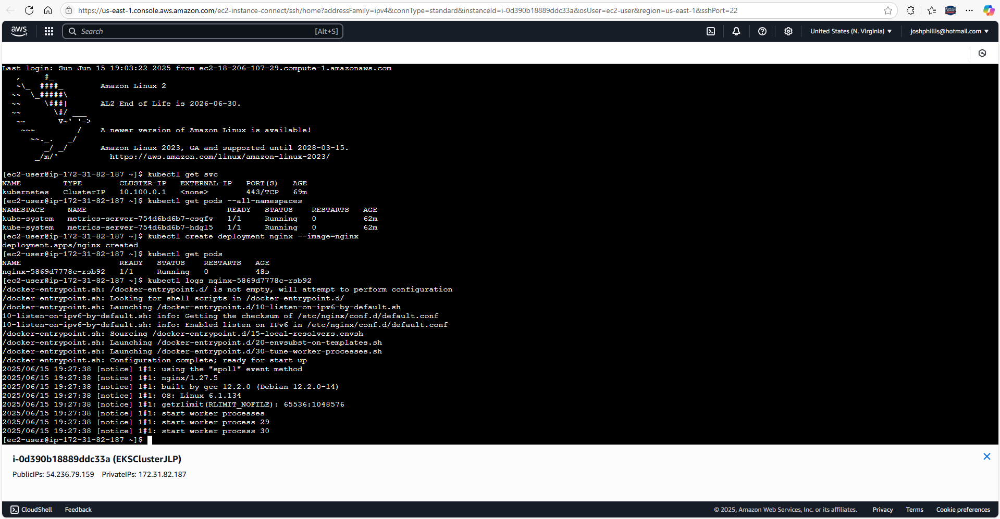 https://us-east-1.console.aws.amazon.com/ec2-instance-connect/ssh/home?addressFamily=ipv4&connType=standard&instanceId=i-0d390b18889ddc33a&osUser=ec2-user&region=us-east-1&sshPort=22
aws Search [Alt+S] United States (N. Virginia) joshphillis@hotmail.com
Last login: Sun Jun 15 19:03:22 2025 from ec2-18-206-107-29.compute-1.amazonaws.com
   ,     #_
   ~\_  ####_        Amazon Linux 2
  ~~  \_#####\
  ~~     \###|       AL2 End of Life is 2026-06-30.
  ~~       \#/ ___
   ~~       V~' '->
    ~~~         /    A newer version of Amazon Linux is available!
      ~~._.   _/
         _/ _/       Amazon Linux 2023, GA and supported until 2028-03-15.
       _/m/'           https://aws.amazon.com/linux/amazon-linux-2023/
[ec2-user@ip-172-31-82-187 ~]$ kubectl get svc
NAME         TYPE        CLUSTER-IP   EXTERNAL-IP   PORT(S)   AGE
kubernetes   ClusterIP   10.100.0.1   <none>        443/TCP   69m
[ec2-user@ip-172-31-82-187 ~]$ kubectl get pods --all-namespaces
NAMESPACE     NAME                              READY   STATUS    RESTARTS   AGE
kube-system   metrics-server-754d6bd6b7-csgfv   1/1     Running   0          62m
kube-system   metrics-server-754d6bd6b7-hdgl5   1/1     Running   0          62m
[ec2-user@ip-172-31-82-187 ~]$ kubectl create deployment nginx --image=nginx
deployment.apps/nginx created
[ec2-user@ip-172-31-82-187 ~]$ kubectl get pods
NAME                     READY   STATUS    RESTARTS   AGE
nginx-5869d7778c-rsb92   1/1     Running   0          48s
[ec2-user@ip-172-31-82-187 ~]$ kubectl logs nginx-5869d7778c-rsb92
/docker-entrypoint.sh: /docker-entrypoint.d/ is not empty, will attempt to perform configuration
/docker-entrypoint.sh: Looking for shell scripts in /docker-entrypoint.d/
/docker-entrypoint.sh: Launching /docker-entrypoint.d/10-listen-on-ipv6-by-default.sh
10-listen-on-ipv6-by-default.sh: info: Getting the checksum of /etc/nginx/conf.d/default.conf
10-listen-on-ipv6-by-default.sh: info: Enabled listen on IPv6 in /etc/nginx/conf.d/default.conf
/docker-entrypoint.sh: Sourcing /docker-entrypoint.d/15-local-resolvers.envsh
/docker-entrypoint.sh: Launching /docker-entrypoint.d/20-envsubst-on-templates.sh
/docker-entrypoint.sh: Launching /docker-entrypoint.d/30-tune-worker-processes.sh
/docker-entrypoint.sh: Configuration complete; ready for start up
2025/06/15 19:27:38 [notice] 1#1: using the "epoll" event method
2025/06/15 19:27:38 [notice] 1#1: nginx/1.27.5
2025/06/15 19:27:38 [notice] 1#1: built by gcc 12.2.0 (Debian 12.2.0-14)
2025/06/15 19:27:38 [notice] 1#1: OS: Linux 6.1.134
2025/06/15 19:27:38 [notice] 1#1: getrlimit(RLIMIT_NOFILE): 65536:1048576
2025/06/15 19:27:38 [notice] 1#1: start worker processes
2025/06/15 19:27:38 [notice] 1#1: start worker process 29
2025/06/15 19:27:38 [notice] 1#1: start worker process 30
[ec2-user@ip-172-31-82-187 ~]$
i-0d390b18889ddc33a (EKSClusterJLP)
PublicIPs: 54.236.79.159 PrivateIPs: 172.31.82.187
CloudShell Feedback © 2025, Amazon Web Services, Inc. or its affiliates. Privacy Terms Cookie preferences